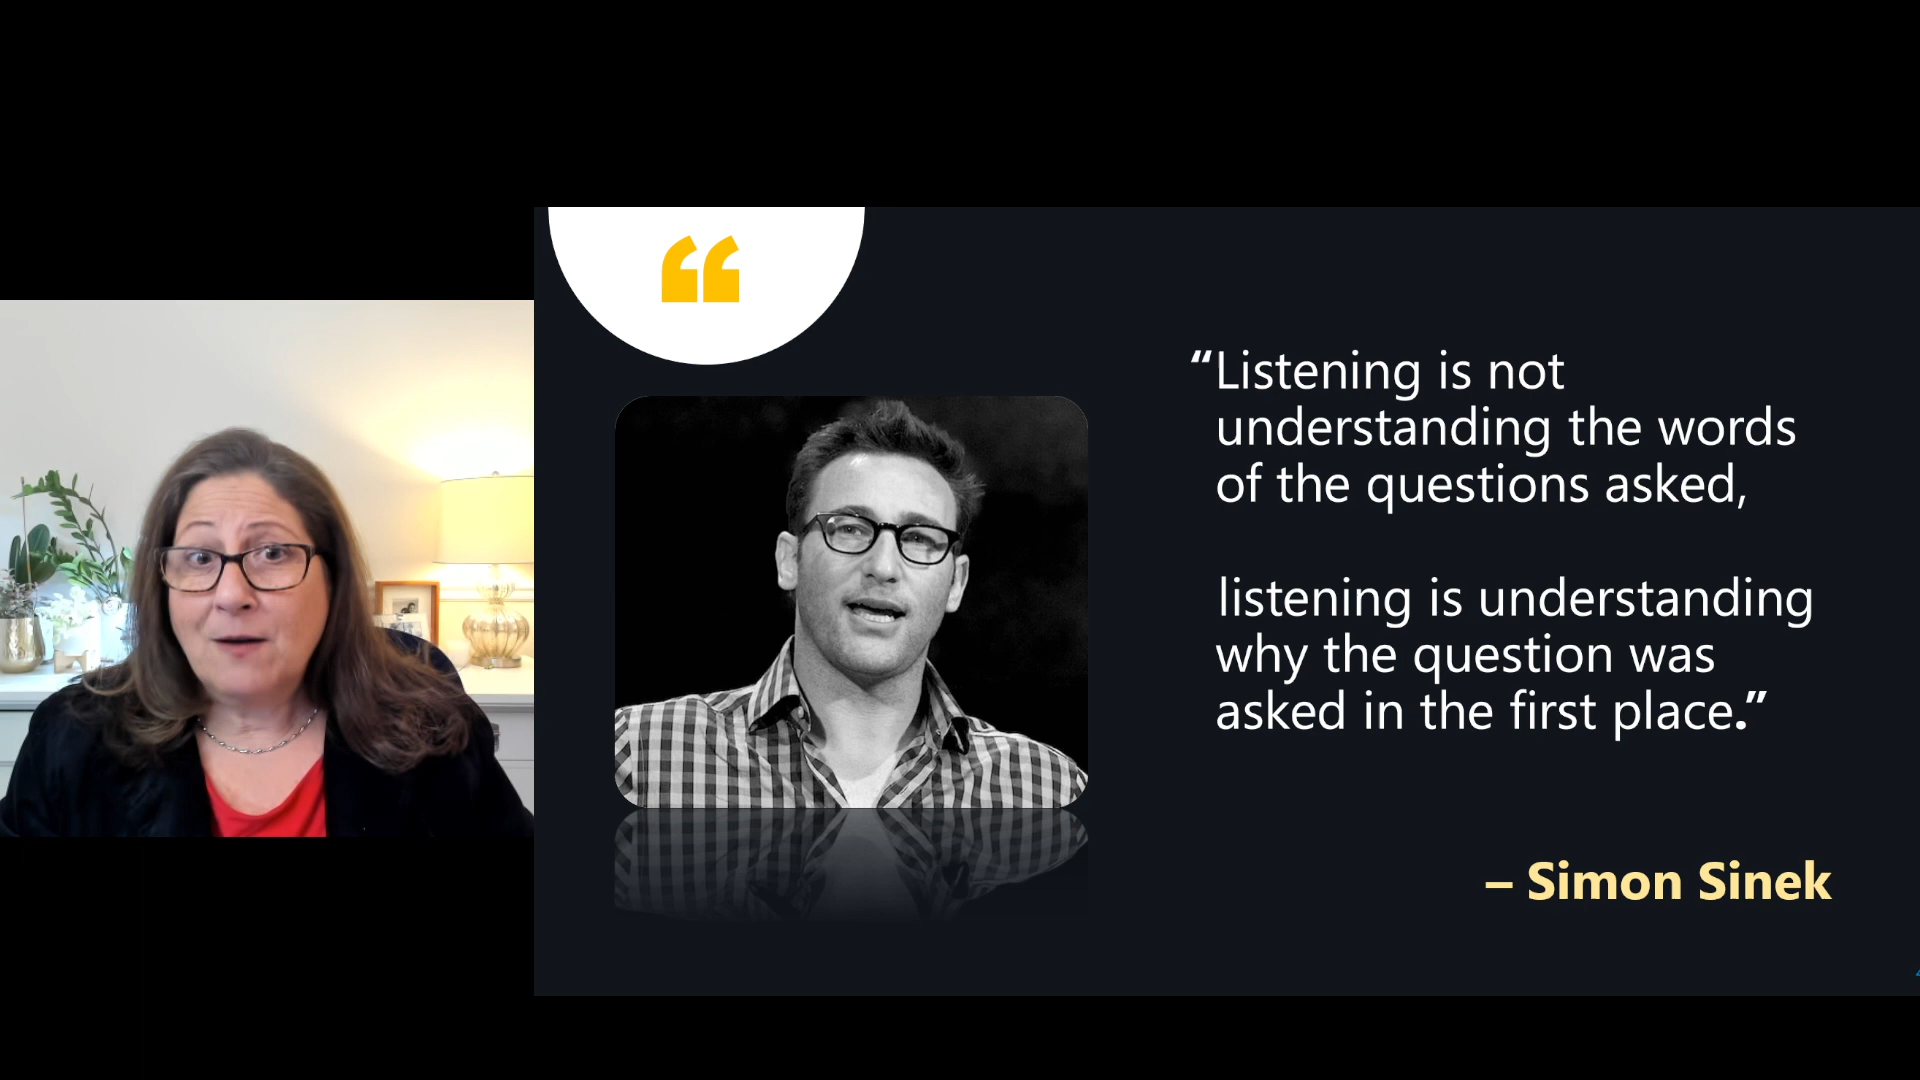 “Listening is not
understanding the words
of the questions asked,
listening is understanding
why the question was
asked in the first place.”
– Simon Sinek